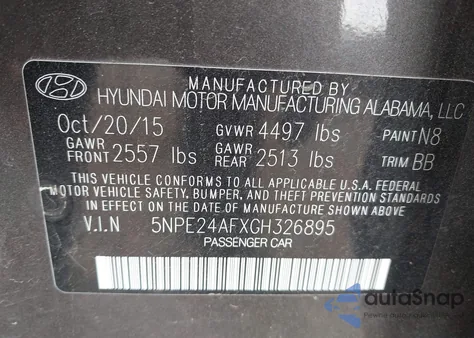 MANUFACTURED BY
HYUNDAI MOTOR MANUFACTURING ALABAMA, LLC
Oct/20/15 GVWR 4497 lbs PAINT N8
GAWR FRONT 2557 lbs GAWR REAR 2513 lbs TRIM BB
THIS VEHICLE CONFORMS TO ALL APPLICABLE U.S.A. FEDERAL
MOTOR VEHICLE SAFETY, BUMPER, AND THEFT PREVENTION STANDARDS
IN EFFECT ON THE DATE OF MANUFACTURE SHOWN ABOVE.
V.I.N 5NPE24AFXGH326895
PASSENGER CAR
autoSnap